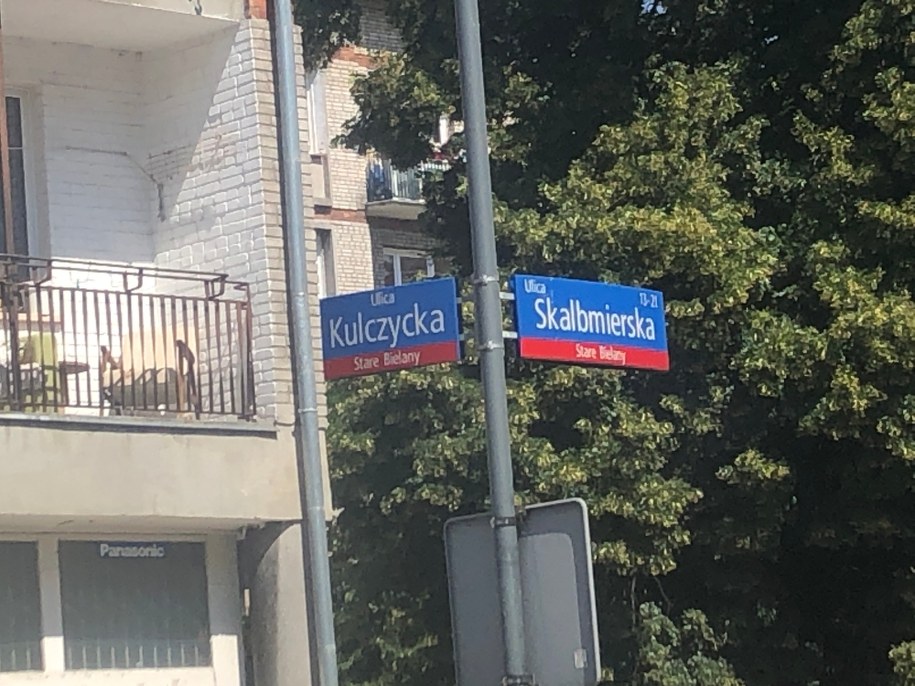 Ulica
Kulczycka
Stare Bielany
Ulica
13-21
Skalbmierska
Stare Bielany
Panasonic